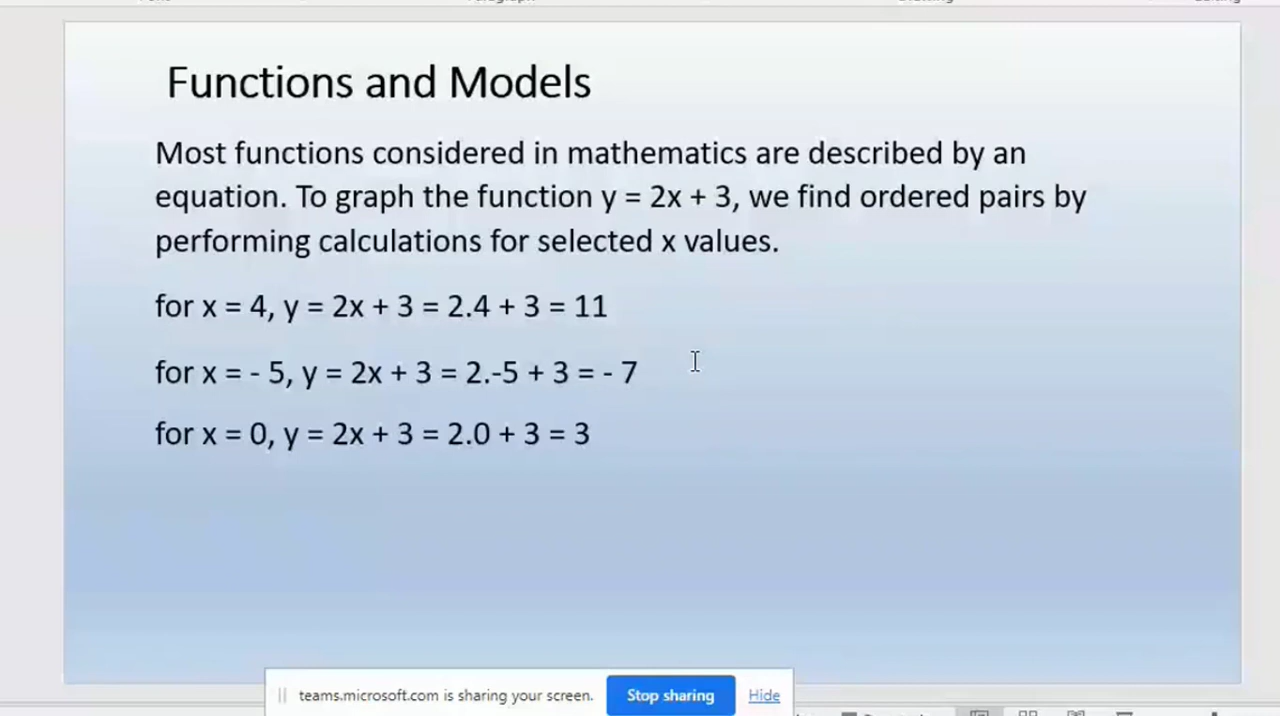 Functions and Models
Most functions considered in mathematics are described by an
equation. To graph the function y = 2x + 3, we find ordered pairs by
performing calculations for selected x values.
for x = 4, y = 2x + 3 = 2.4 + 3 = 11
for x = - 5, y = 2x + 3 = 2.-5 + 3 = - 7
for x = 0, y = 2x + 3 = 2.0 + 3 = 3
teams.microsoft.com is sharing your screen. Stop sharing Hide